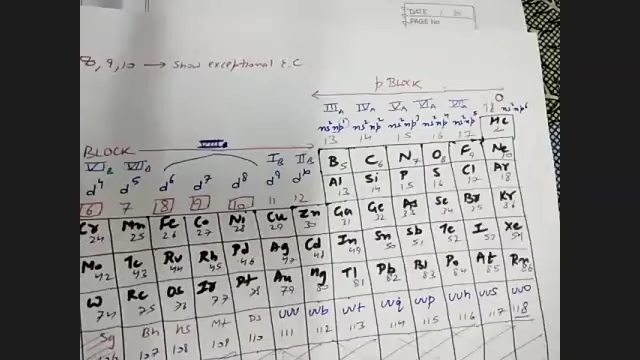 DATE
PAGE NO
8, 9, 10 → Show exceptional E.C
p BLOCK
0
IIIA IVA VA VIA VIIA 18 ns²np⁶
ns²np¹ ns²np² ns²np³ ns²np⁴ ns²np⁵
13 14 15 16 17 He 2
BLOCK
VIB VIIB IB IIB B 5 C 6 N 7 O 8 F 9 Ne 10
d⁴ d⁵ d⁶ d⁷ d⁸ d⁹ d¹⁰ Al 13 Si 14 P 15 S 16 Cl 17 Ar 18
6 7 8 9 10 11 12
Cr 24 Mn 25 Fe 26 Co 27 Ni 28 Cu 29 Zn 30 Ga 31 Ge 32 As 33 Se 34 Br 35 Kr 36
Mo 42 Tc 43 Ru 44 Rh 45 Pd 46 Ag 47 Cd 48 In 49 Sn 50 Sb 51 Te 52 I 53 Xe 54
W 74 Re 75 Os 76 Ir 77 Pt 78 Au 79 Hg 80 Tl 81 Pb 82 Bi 83 Po 84 At 85 Rn 86
Sg 106 Bh 107 Hs 108 Mt 109 Ds 110 UU 111 Ub 112 Ut 113 Uq 114 Up 115 Uh 116 UUS 117 UUO 118